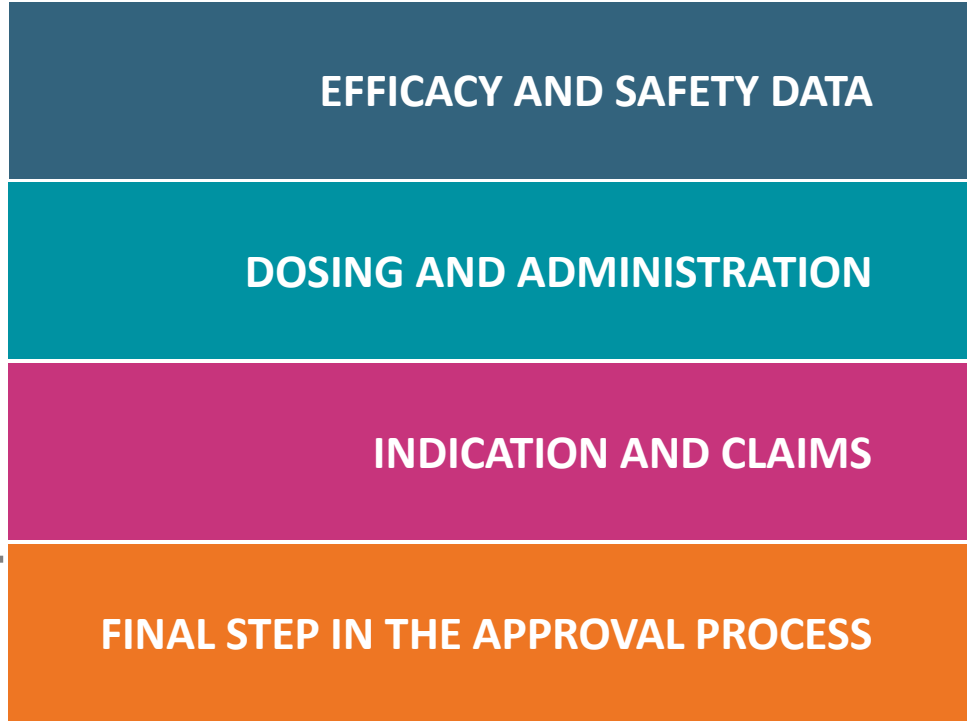 EFFICACY AND SAFETY DATA
DOSING AND ADMINISTRATION
INDICATION AND CLAIMS
FINAL STEP IN THE APPROVAL PROCESS